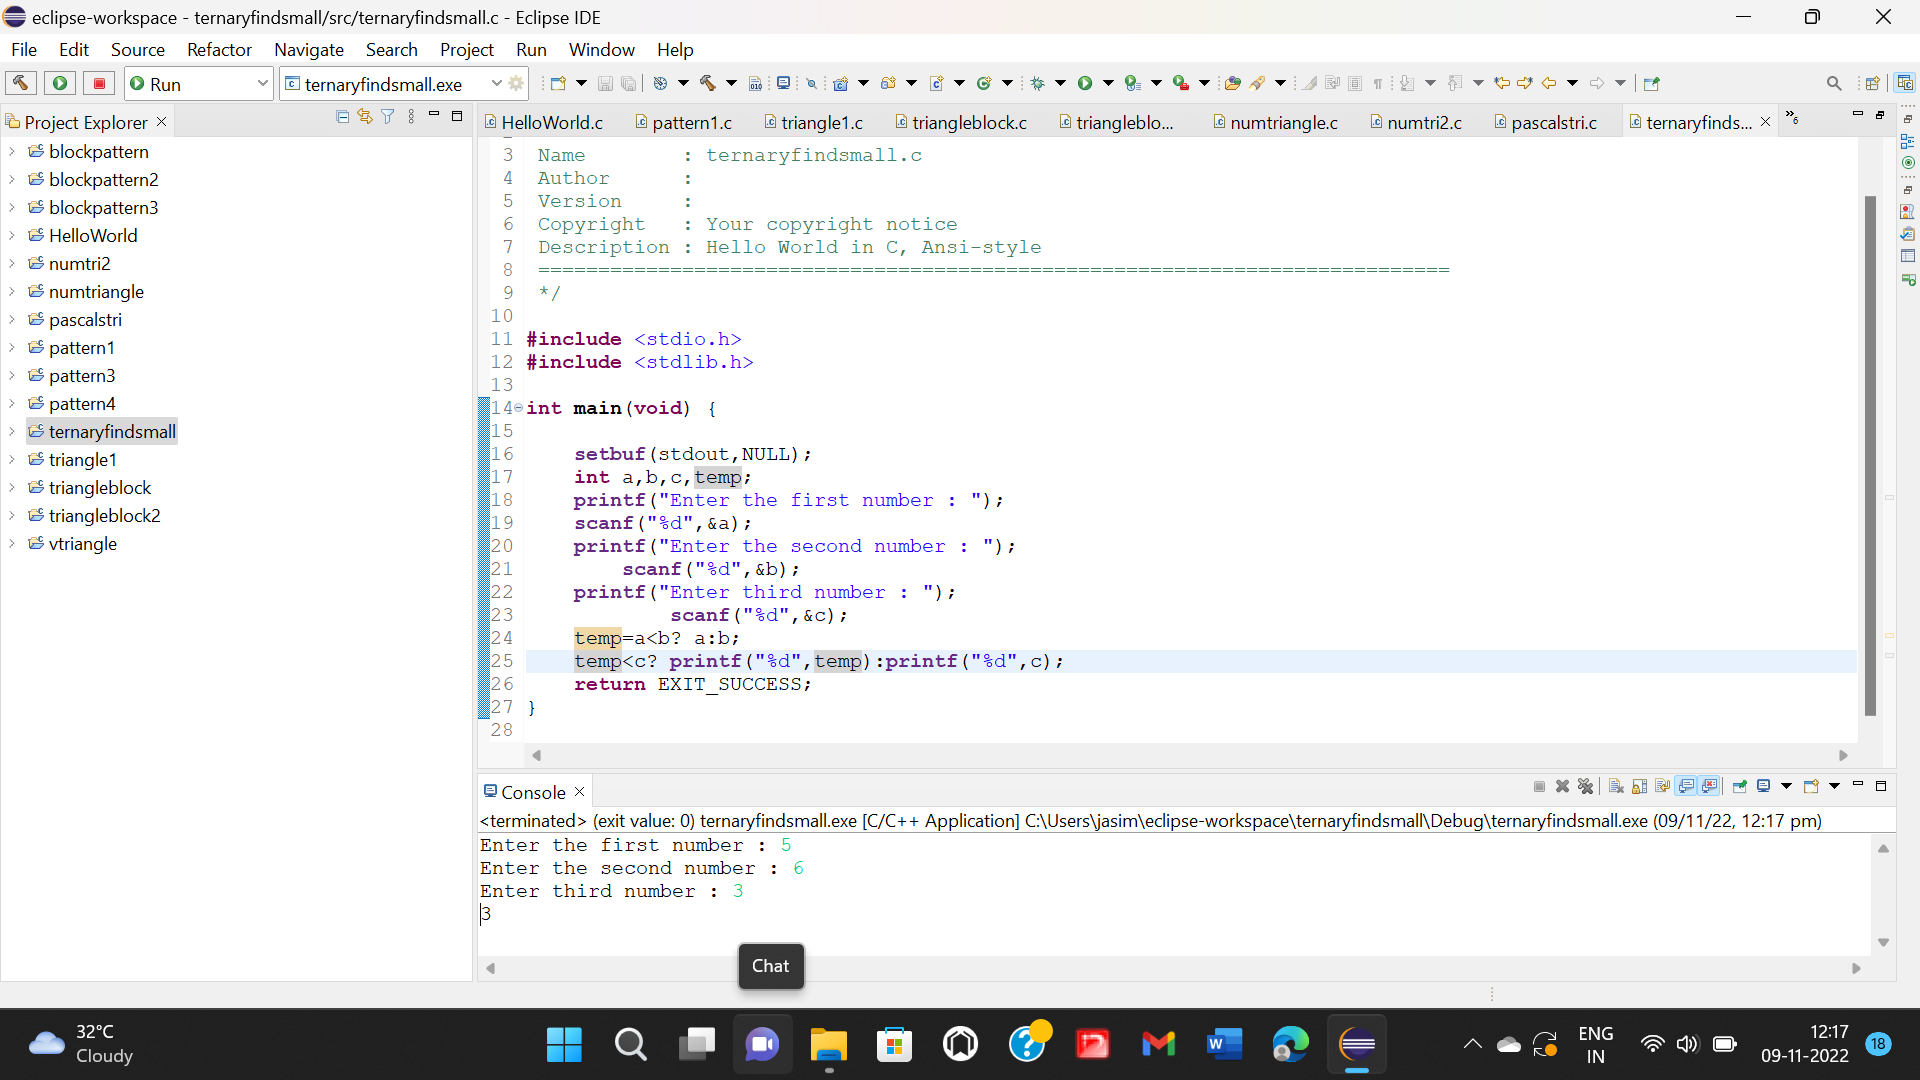 eclipse-workspace - ternaryfindsmall/src/ternaryfindsmall.c - Eclipse IDE
File Edit Source Refactor Navigate Search Project Run Window Help
Run ternaryfindsmall.exe
Project Explorer
blockpattern
blockpattern2
blockpattern3
HelloWorld
numtri2
numtriangle
pascalstri
pattern1
pattern3
pattern4
ternaryfindsmall
triangle1
triangleblock
triangleblock2
vtriangle
HelloWorld.c pattern1.c triangle1.c triangleblock.c triangleblo... numtriangle.c numtri2.c pascalstri.c ternaryfinds... »6
3 Name : ternaryfindsmall.c
4 Author :
5 Version :
6 Copyright : Your copyright notice
7 Description : Hello World in C, Ansi-style
8 ============================================================================
9 */
10
11 #include <stdio.h>
12 #include <stdlib.h>
13
14 int main(void) {
15
16 setbuf(stdout,NULL);
17 int a,b,c,temp;
18 printf("Enter the first number : ");
19 scanf("%d",&a);
20 printf("Enter the second number : ");
21 scanf("%d",&b);
22 printf("Enter third number : ");
23 scanf("%d",&c);
24 temp=a<b? a:b;
25 temp<c? printf("%d",temp):printf("%d",c);
26 return EXIT_SUCCESS;
27 }
28
Console
<terminated> (exit value: 0) ternaryfindsmall.exe [C/C++ Application] C:\Users\jasim\eclipse-workspace\ternaryfindsmall\Debug\ternaryfindsmall.exe (09/11/22, 12:17 pm)
Enter the first number : 5
Enter the second number : 6
Enter third number : 3
3
Chat
32°C
Cloudy
ENG
IN
12:17
09-11-2022
18